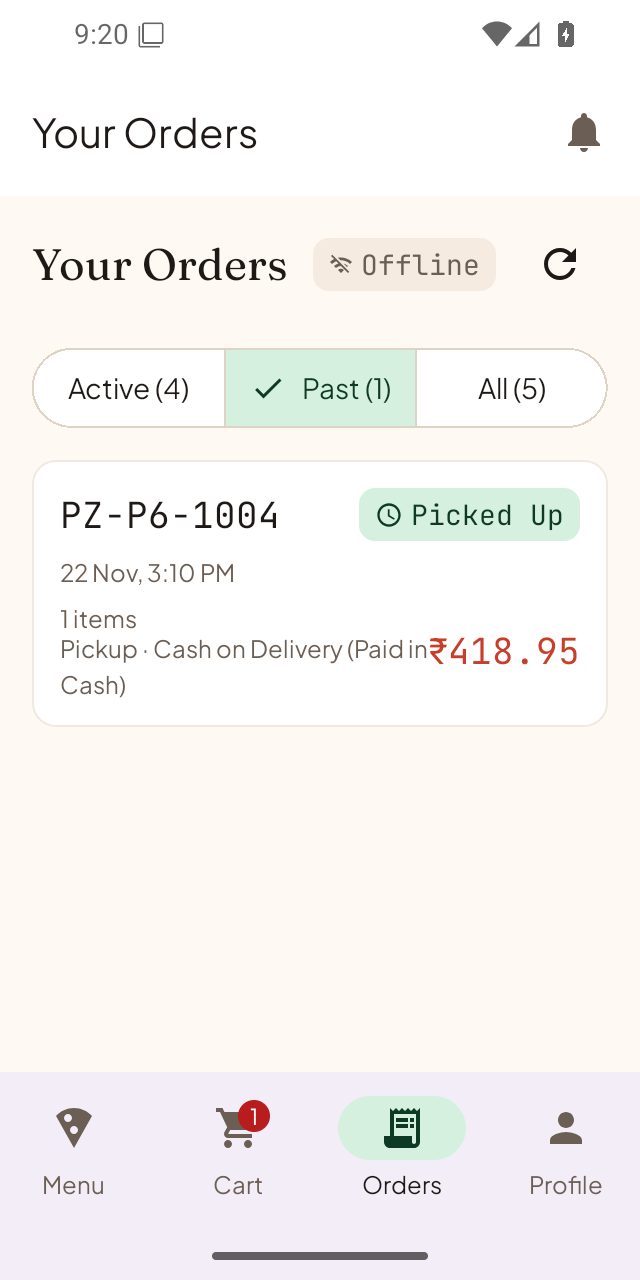 9:20
Your Orders
Your Orders
Offline
Active (4)
Past (1)
All (5)
PZ-P6-1004
Picked Up
22 Nov, 3:10 PM
1 items
Pickup · Cash on Delivery (Paid in
Cash)
₹418.95
1
Menu
Cart
Orders
Profile